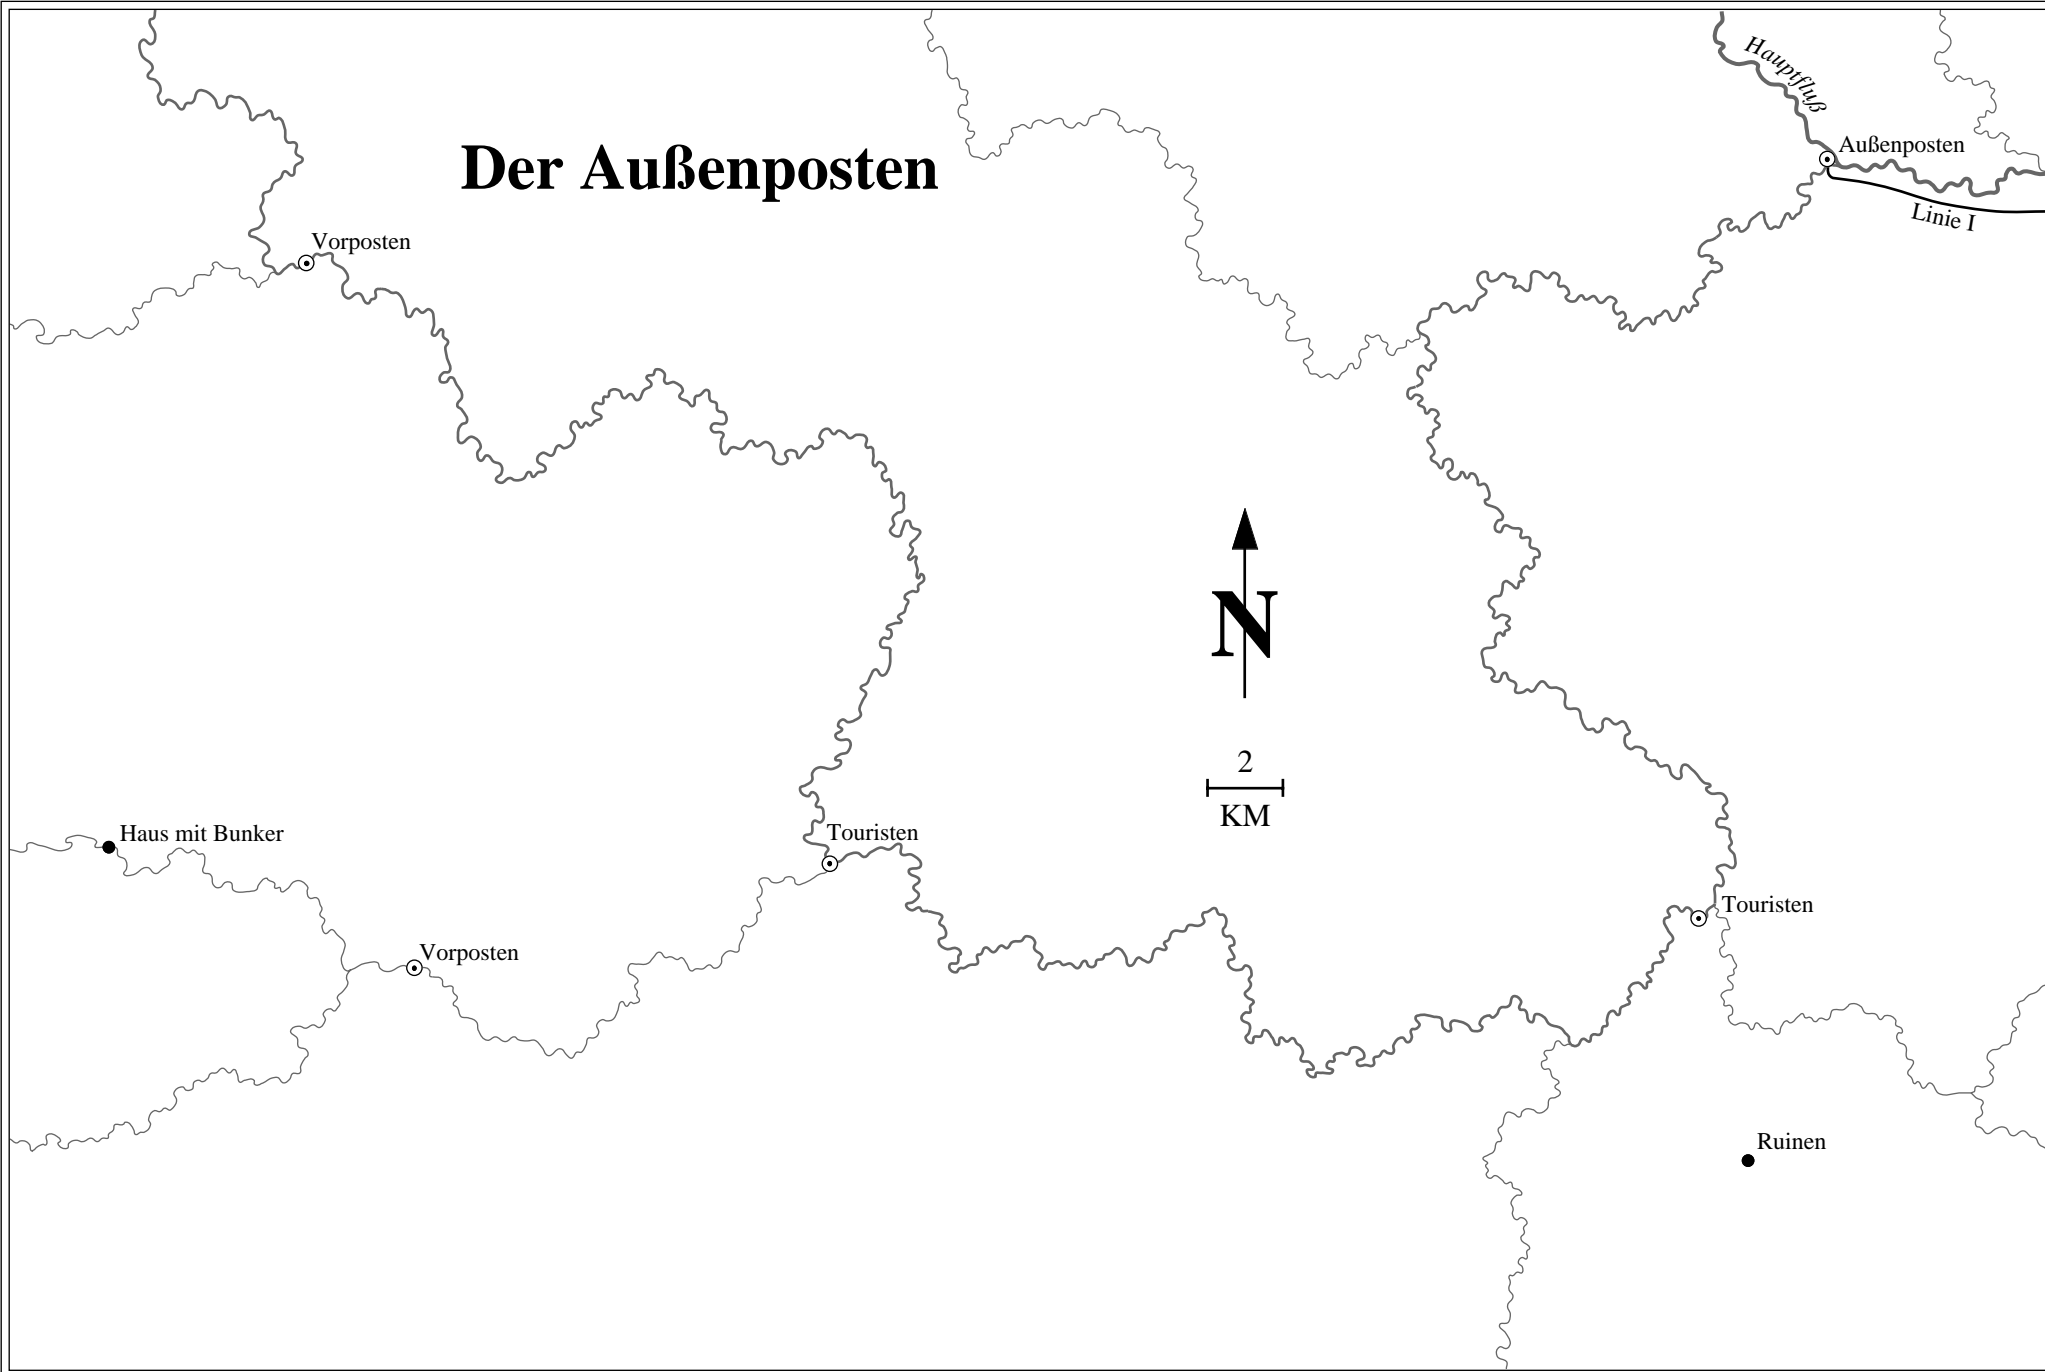 Hauptfluß
Außenposten
Der Außenposten
Linie I
Vorposten
N
2
KM
Haus mit Bunker
Touristen
Touristen
Vorposten
Ruinen